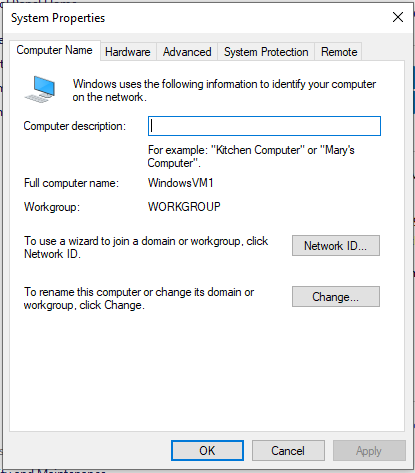 System Properties
Computer Name
Hardware
Advanced
System Protection
Remote
Windows uses the following information to identify your computer
on the network.
Computer description:
For example: "Kitchen Computer" or "Mary's
Computer".
Full computer name:
WindowsVM1
Workgroup:
WORKGROUP
To use a wizard to join a domain or workgroup, click
Network ID.
Network ID...
To rename this computer or change its domain or
workgroup, click Change.
Change...
OK
Cancel
Apply
and Maintenance